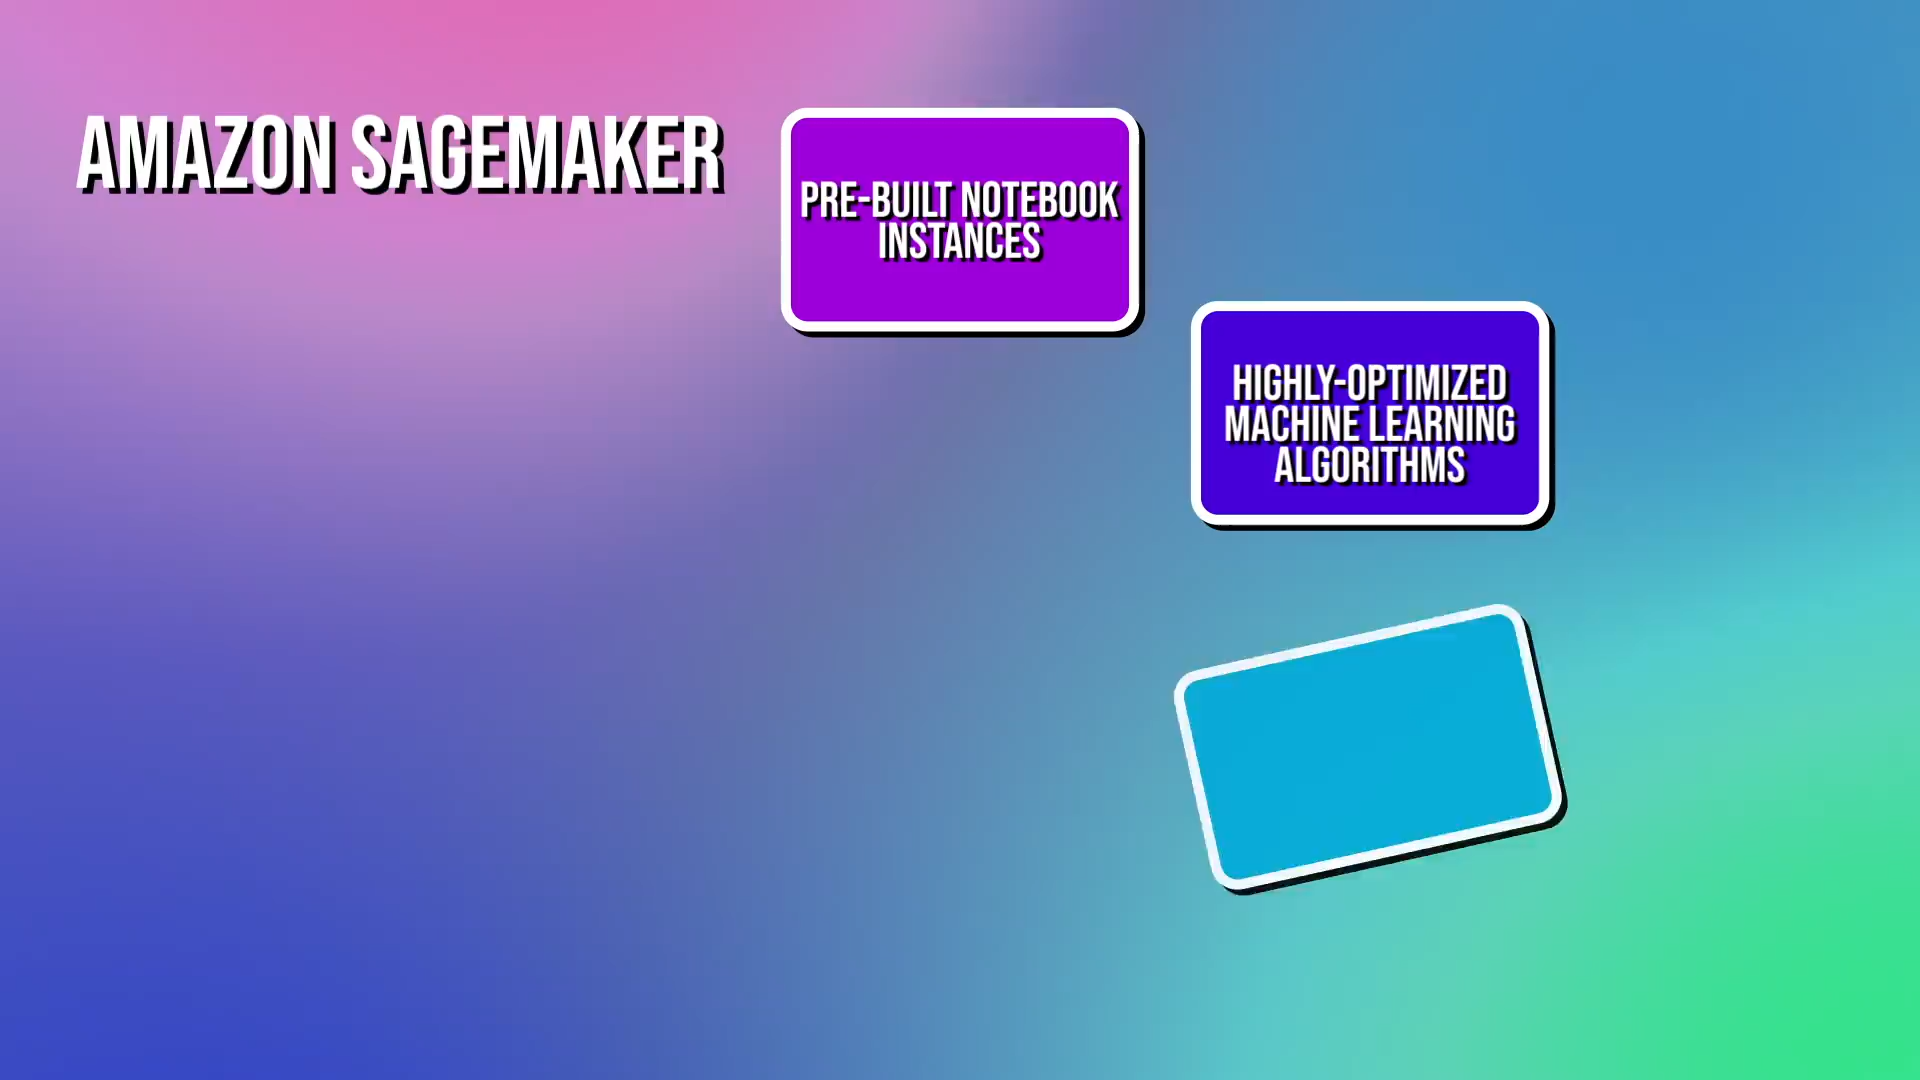 AMAZON SAGEMAKER
PRE-BUILT NOTEBOOK
INSTANCES
HIGHLY-OPTIMIZED
MACHINE LEARNING
ALGORITHMS